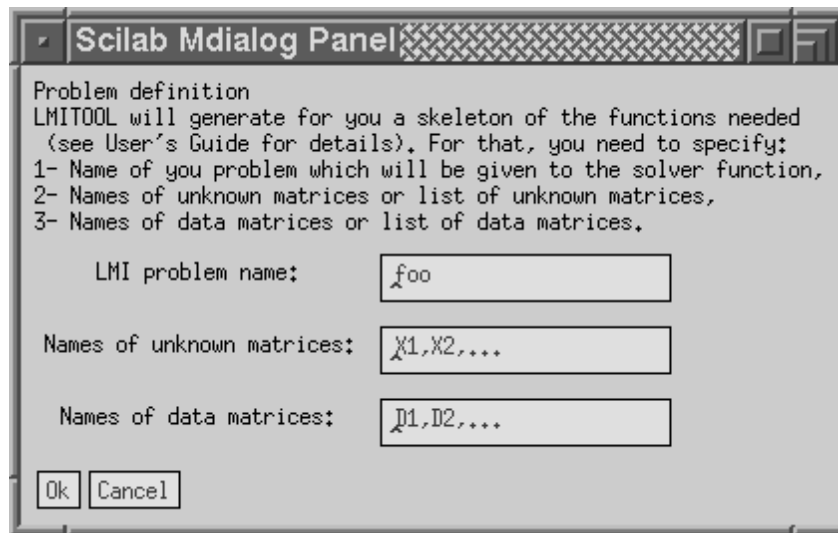 Scilab Mdialog Panel
Problem definition
LMITOOL will generate for you a skeleton of the functions needed
(see User's Guide for details). For that, you need to specify:
1- Name of you problem which will be given to the solver function,
2- Names of unknown matrices or list of unknown matrices,
3- Names of data matrices or list of data matrices.
LMI problem name: foo
Names of unknown matrices: X1,X2,...
Names of data matrices: D1,D2,...
Ok Cancel